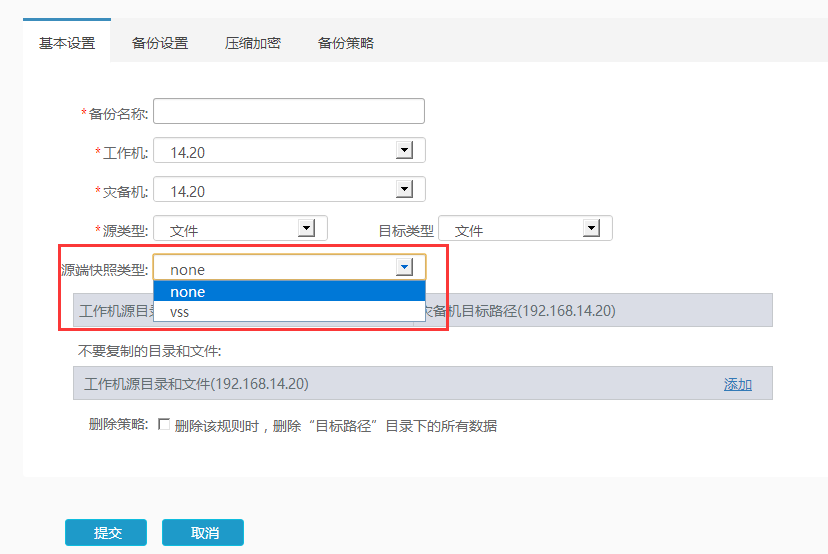 基本设置 备份设置 压缩加密 备份策略
*备份名称:
*工作机: 14.20
*灾备机: 14.20
*源类型: 文件 目标类型 文件
源端快照类型: none
none
vss
工作机源目录 灾备机目标路径(192.168.14.20)
不要复制的目录和文件:
工作机源目录和文件(192.168.14.20) 添加
删除策略: 删除该规则时，删除“目标路径”目录下的所有数据
提交 取消